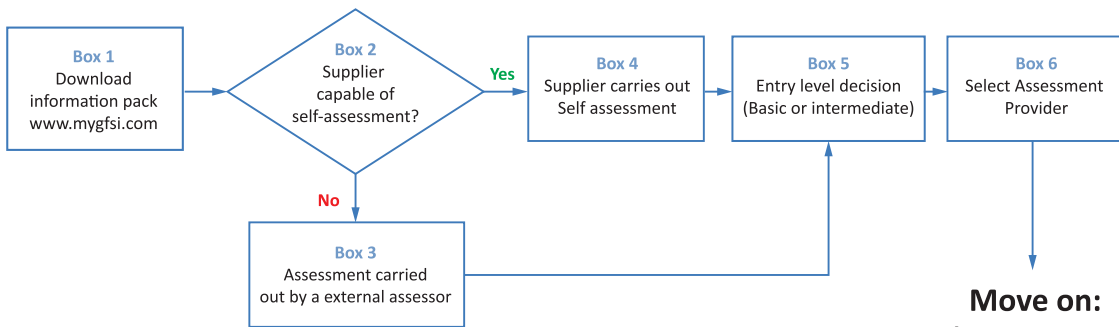 Box 1
Download
information pack
www.mygfsi.com
Box 2
Supplier
capable of
self-assessment?
Yes
Box 4
Supplier carries out
Self assessment
Box 5
Entry level decision
(Basic or intermediate)
Box 6
Select Assessment
Provider
No
Box 3
Assessment carried
out by a external assessor
Move on: